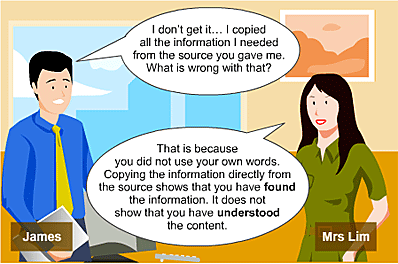 I don't get it... I copied
all the information I needed
from the source you gave me.
What is wrong with that?
That is because
you did not use your own words.
Copying the information directly from
the source shows that you have found
the information. It does not
show that you have understood
the content.
James
Mrs Lim